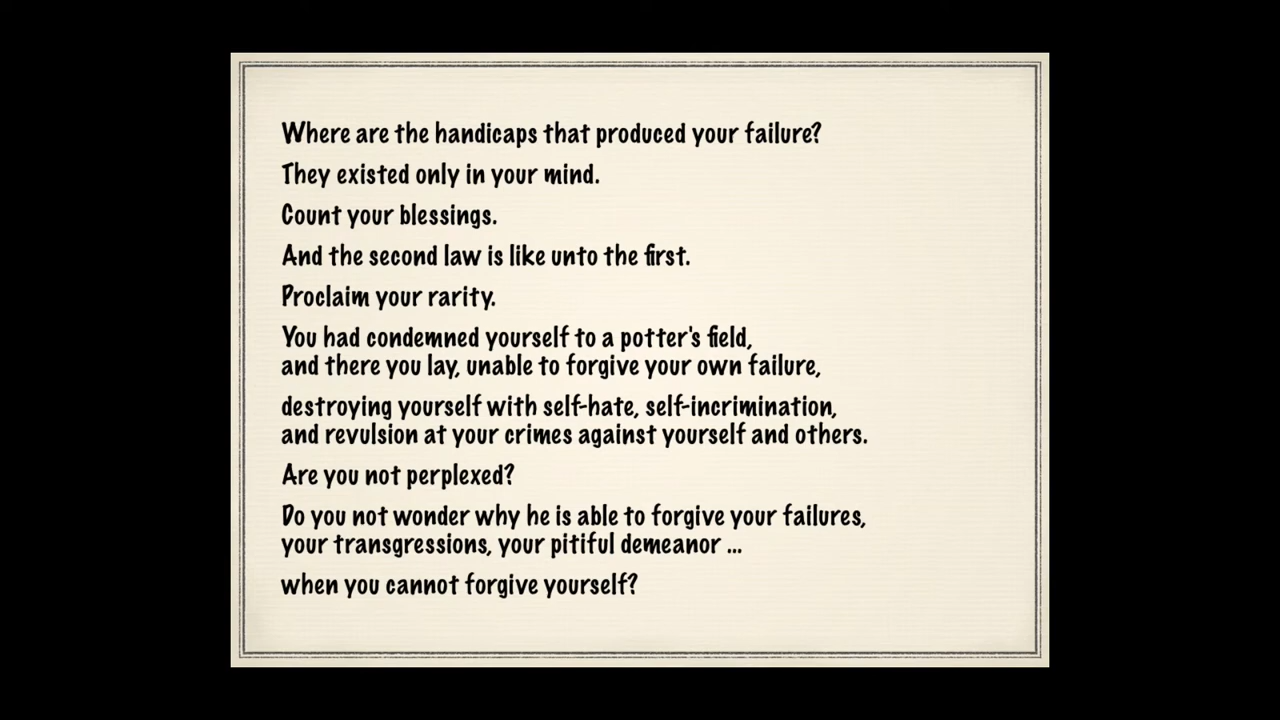 Where are the handicaps that produced your failure?
They existed only in your mind.
Count your blessings.
And the second law is like unto the first.
Proclaim your rarity.
You had condemned yourself to a potter's field,
and there you lay, unable to forgive your own failure,
destroying yourself with self-hate, self-incrimination,
and revulsion at your crimes against yourself and others.
Are you not perplexed?
Do you not wonder why he is able to forgive your failures,
your transgressions, your pitiful demeanor ...
when you cannot forgive yourself?